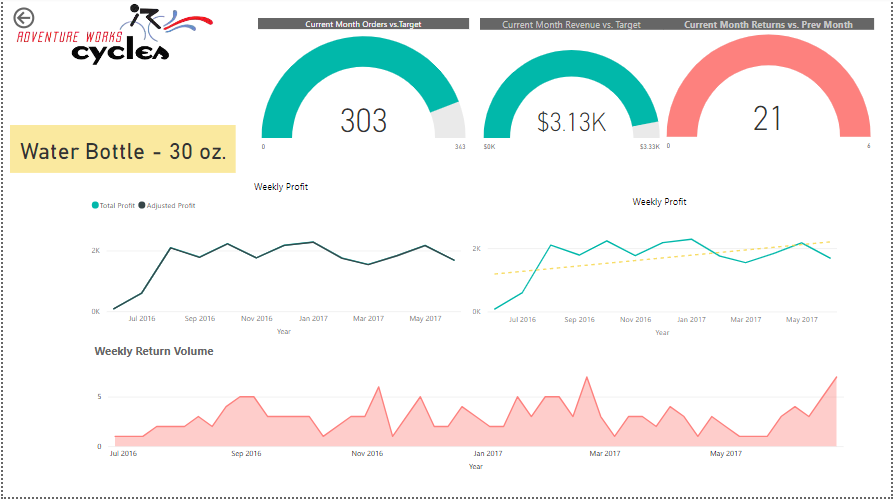 ADVENTURE WORKS
cycles
Current Month Orders vs.Target
303
0
343
Current Month Revenue vs. Target
$3.13K
$0K
$3.33K
Current Month Returns vs. Prev Month
21
0
6
Water Bottle - 30 oz.
Weekly Profit
Total Profit
Adjusted Profit
2K
0K
Jul 2016
Sep 2016
Nov 2016
Jan 2017
Mar 2017
May 2017
Year
Weekly Profit
2K
0K
Jul 2016
Sep 2016
Nov 2016
Jan 2017
Mar 2017
May 2017
Year
Weekly Return Volume
5
0
Jul 2016
Sep 2016
Nov 2016
Jan 2017
Mar 2017
May 2017
Year